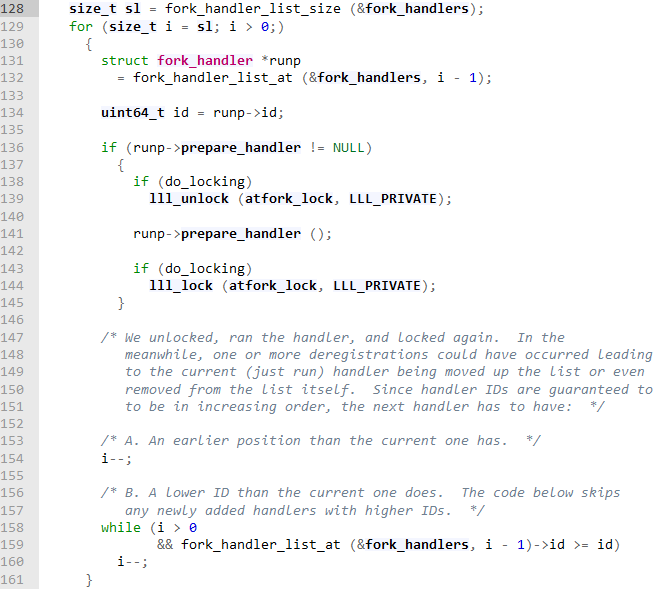 128 size_t sl = fork_handler_list_size (&fork_handlers);
129 for (size_t i = sl; i > 0;)
130 {
131 struct fork_handler *runp
132 = fork_handler_list_at (&fork_handlers, i - 1);
133
134 uint64_t id = runp->id;
135
136 if (runp->prepare_handler != NULL)
137 {
138 if (do_locking)
139 lll_unlock (atfork_lock, LLL_PRIVATE);
140
141 runp->prepare_handler ();
142
143 if (do_locking)
144 lll_lock (atfork_lock, LLL_PRIVATE);
145 }
146
147 /* We unlocked, ran the handler, and locked again.  In the
148 meanwhile, one or more deregistrations could have occurred leading
149 to the current (just run) handler being moved up the list or even
150 removed from the list itself.  Since handler IDs are guaranteed to
151 to be in increasing order, the next handler has to have:  */
152
153 /* A. An earlier position than the current one has.  */
154 i--;
155
156 /* B. A lower ID than the current one does.  The code below skips
157 any newly added handlers with higher IDs.  */
158 while (i > 0
159 && fork_handler_list_at (&fork_handlers, i - 1)->id >= id)
160 i--;
161 }